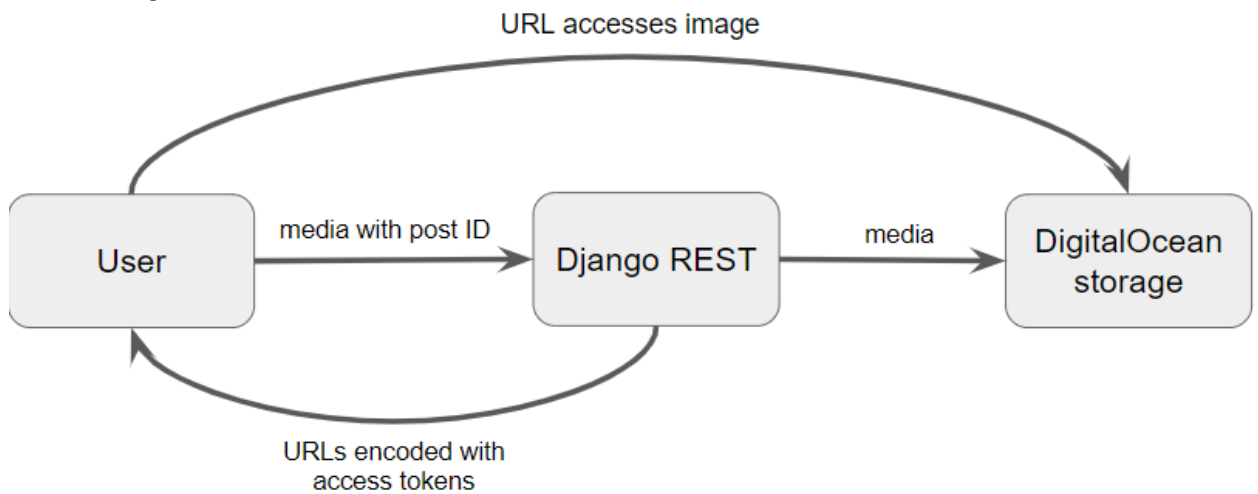 URL accesses image
User
media with post ID
Django REST
media
DigitalOcean
storage
URLs encoded with
access tokens